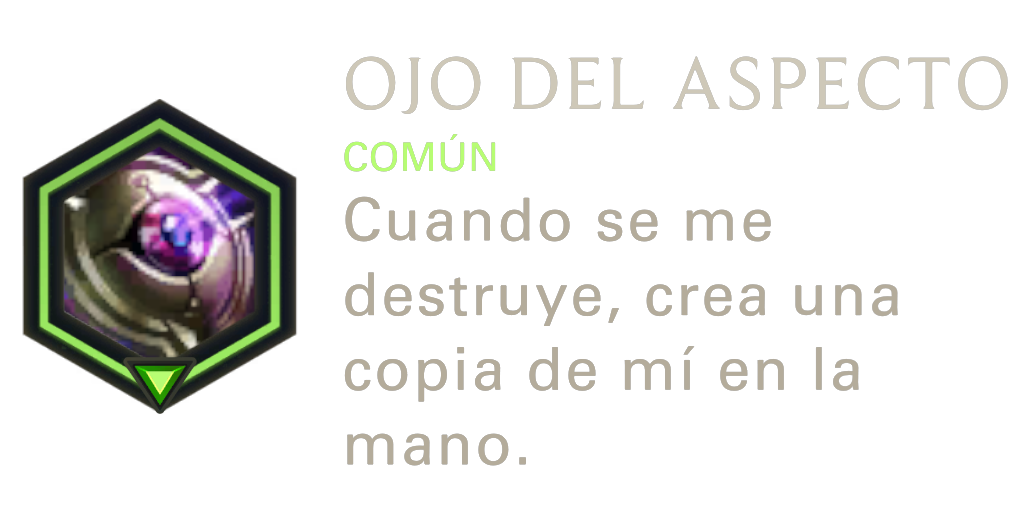 OJO DEL ASPECTO
COMÚN
Cuando se me
destruye, crea una
copia de mí en la
mano.